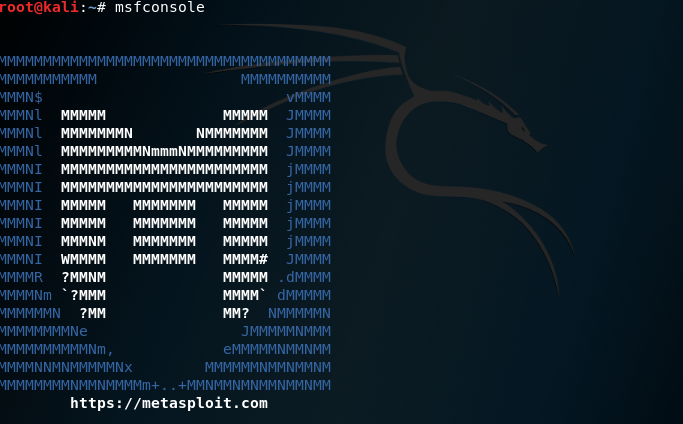 root@kali:~# msfconsole
MMMMMMMMMMMMMMMMMMMMMMMMMMMMMMMMMMMMM
MMMMMMMMMMM                MMMMMMMMMM
MMMN$                           vMMMM
MMMNl  MMMMM             MMMMM  JMMMM
MMMNl  MMMMMMMN       NMMMMMMM  JMMMM
MMMNl  MMMMMMMMMNmmmNMMMMMMMMM  JMMMM
MMMNI  MMMMMMMMMMMMMMMMMMMMMMM  jMMMM
MMMNI  MMMMMMMMMMMMMMMMMMMMMMM  jMMMM
MMMNI  MMMMM   MMMMMMM   MMMMM  jMMMM
MMMNI  MMMMM   MMMMMMM   MMMMM  jMMMM
MMMNI  MMMNM   MMMMMMM   MMMMM  jMMMM
MMMNI  WMMMM   MMMMMMM   MMMM#  JMMMM
MMMMR  ?MMNM             MMMMM .dMMMM
MMMMNm `?MMM             MMMM` dMMMMM
MMMMMMN  ?MM             MM?  NMMMMMN
MMMMMMMMNe                 JMMMMMNMMM
MMMMMMMMMMNm,            eMMMMMNMMNMM
MMMMNNMNMMMMMNx        MMMMMMNMMNMMNM
MMMMMMMMNMMNMMMMm+..+MMNMMNMNMMNMMNMM
https://metasploit.com